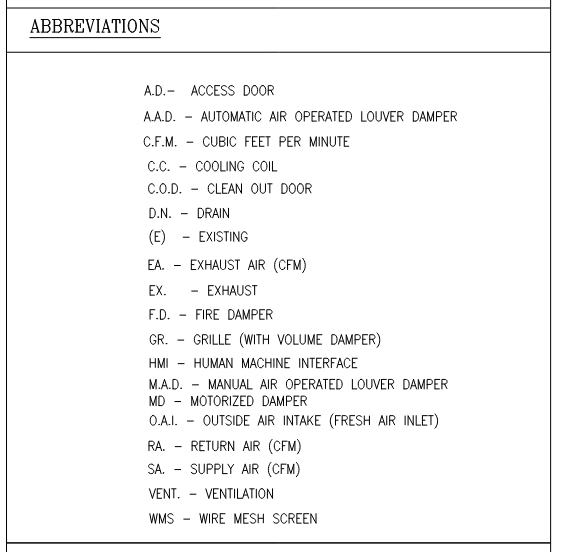 ABBREVIATIONS
A.D.– ACCESS DOOR
A.A.D. – AUTOMATIC AIR OPERATED LOUVER DAMPER
C.F.M. – CUBIC FEET PER MINUTE
C.C. – COOLING COIL
C.O.D. – CLEAN OUT DOOR
D.N. – DRAIN
(E) – EXISTING
EA. – EXHAUST AIR (CFM)
EX. – EXHAUST
F.D. – FIRE DAMPER
GR. – GRILLE (WITH VOLUME DAMPER)
HMI – HUMAN MACHINE INTERFACE
M.A.D. – MANUAL AIR OPERATED LOUVER DAMPER
MD – MOTORIZED DAMPER
O.A.I. – OUTSIDE AIR INTAKE (FRESH AIR INLET)
RA. – RETURN AIR (CFM)
SA. – SUPPLY AIR (CFM)
VENT. – VENTILATION
WMS – WIRE MESH SCREEN